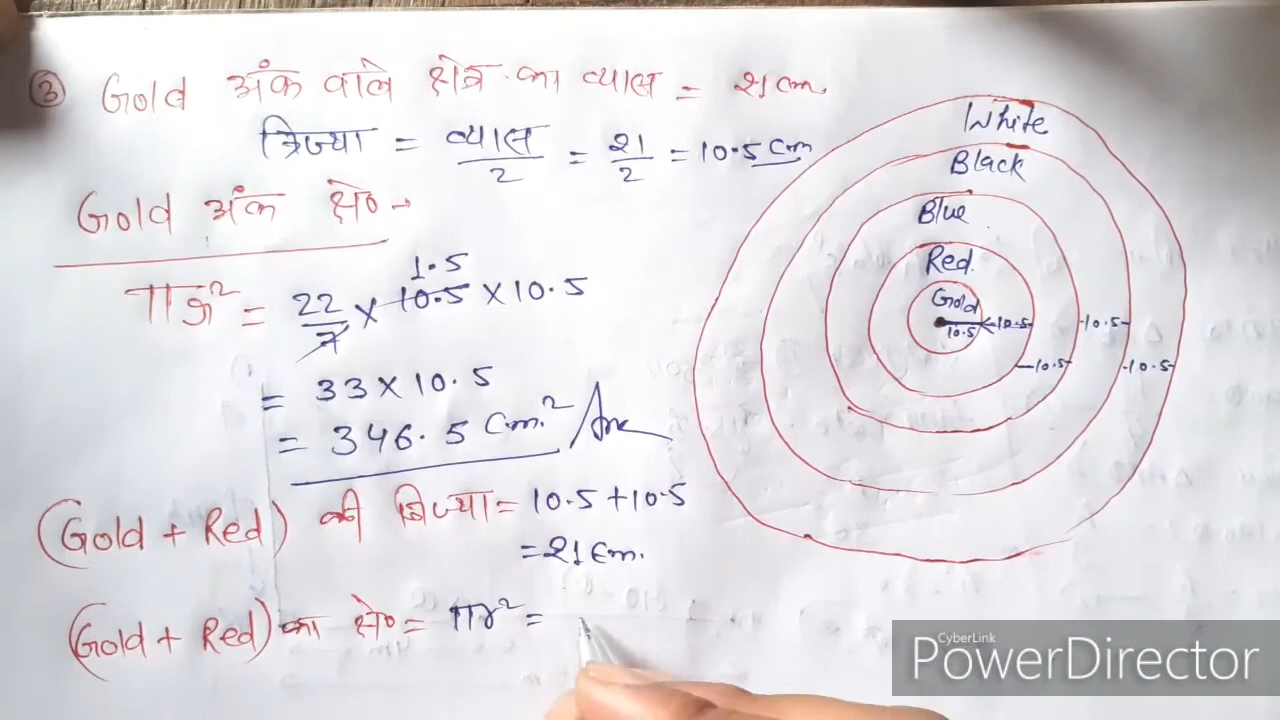 ③ Gold अंक वाले क्षेत्र का व्यास = 21 cm.
त्रिज्या = व्यास/2 = 21/2 = 10.5 cm
Gold अंक क्षे० →
πr² = 22/7 × 10.5 × 10.5
1.5
= 33 × 10.5
= 346.5 cm.² Ans
(Gold + Red) की त्रिज्या = 10.5 + 10.5
= 21 cm.
(Gold + Red) का क्षे० = πr² =
White
Black
Blue
Red
Gold
10.5
10.5
10.5
10.5
10.5
CyberLink
PowerDirector